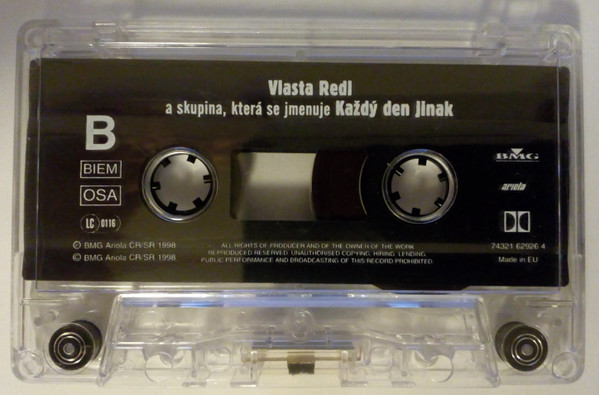 Vlasta Redl
a skupina, která se jmenuje Každý den Jinak
B
BIEM
OSA
LC 0116
℗ BMG Ariola ČR/SR 1998
© BMG Ariola ČR/SR 1998
ALL RIGHTS OF PRODUCER AND OF THE OWNER OF THE WORK
REPRODUCED RESERVED. UNAUTHORISED COPYING, HIRING, LENDING,
PUBLIC PERFORMANCE AND BROADCASTING OF THIS RECORD PROHIBITED.
BMG
ariola
74321 62926 4
Made in EU